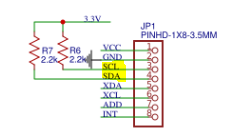 3.3V
JP1
PINHD-1X8-3.5MM
R7 R6
2.2k 2.2k
VCC 1
GND 2
SCL 3
SDA 4
XDA 5
XCL 6
ADD 7
INT 8